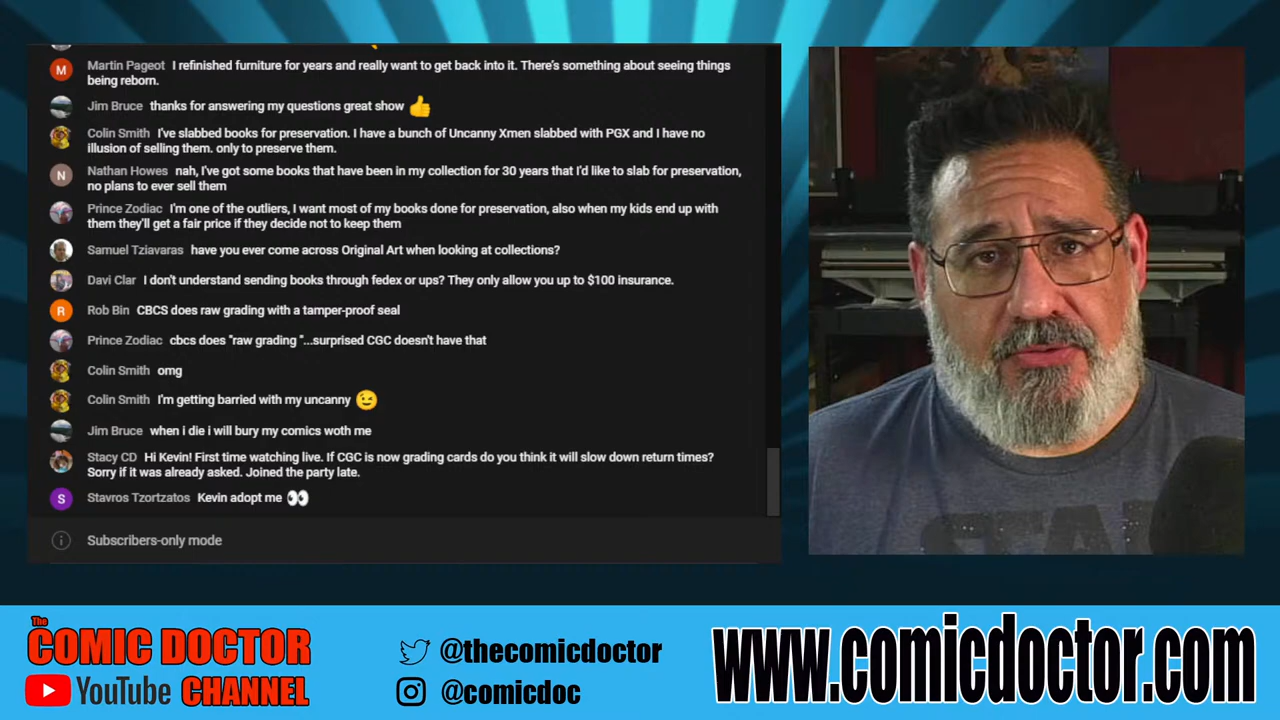 Martin Pageot I refinished furniture for years and really want to get back into it. There's something about seeing things
being reborn.
Jim Bruce thanks for answering my questions great show 👍
Colin Smith I've slabbed books for preservation. I have a bunch of Uncanny Xmen slabbed with PGX and I have no
illusion of selling them. only to preserve them.
N
Nathan Howes nah, I've got some books that have been in my collection for 30 years that I'd like to slab for preservation,
no plans to ever sell them
Prince Zodiac I'm one of the outliers, I want most of my books done for preservation, also when my kids end up with
them they'll get a fair price if they decide not to keep them
Samuel Tziavaras have you ever come across Original Art when looking at collections?
Davi Clar I don't understand sending books through fedex or ups? They only allow you up to $100 insurance.
R Rob Bin CBCS does raw grading with a tamper-proof seal
Prince Zodiac cbcs does "raw grading "...surprised CGC doesn't have that
Colin Smith omg
Colin Smith I'm getting barried with my uncanny 😉
Jim Bruce when i die i will bury my comics woth me
Stacy CD Hi Kevin! First time watching live. If CGC is now grading cards do you think it will slow down return times?
Sorry if it was already asked. Joined the party late.
S Stavros Tzortzatos Kevin adopt me 👀
Subscribers-only mode
M
STAR
The
COMIC DOCTOR
YouTube CHANNEL
@thecomicdoctor
@comicdoc
www.comicdoctor.com